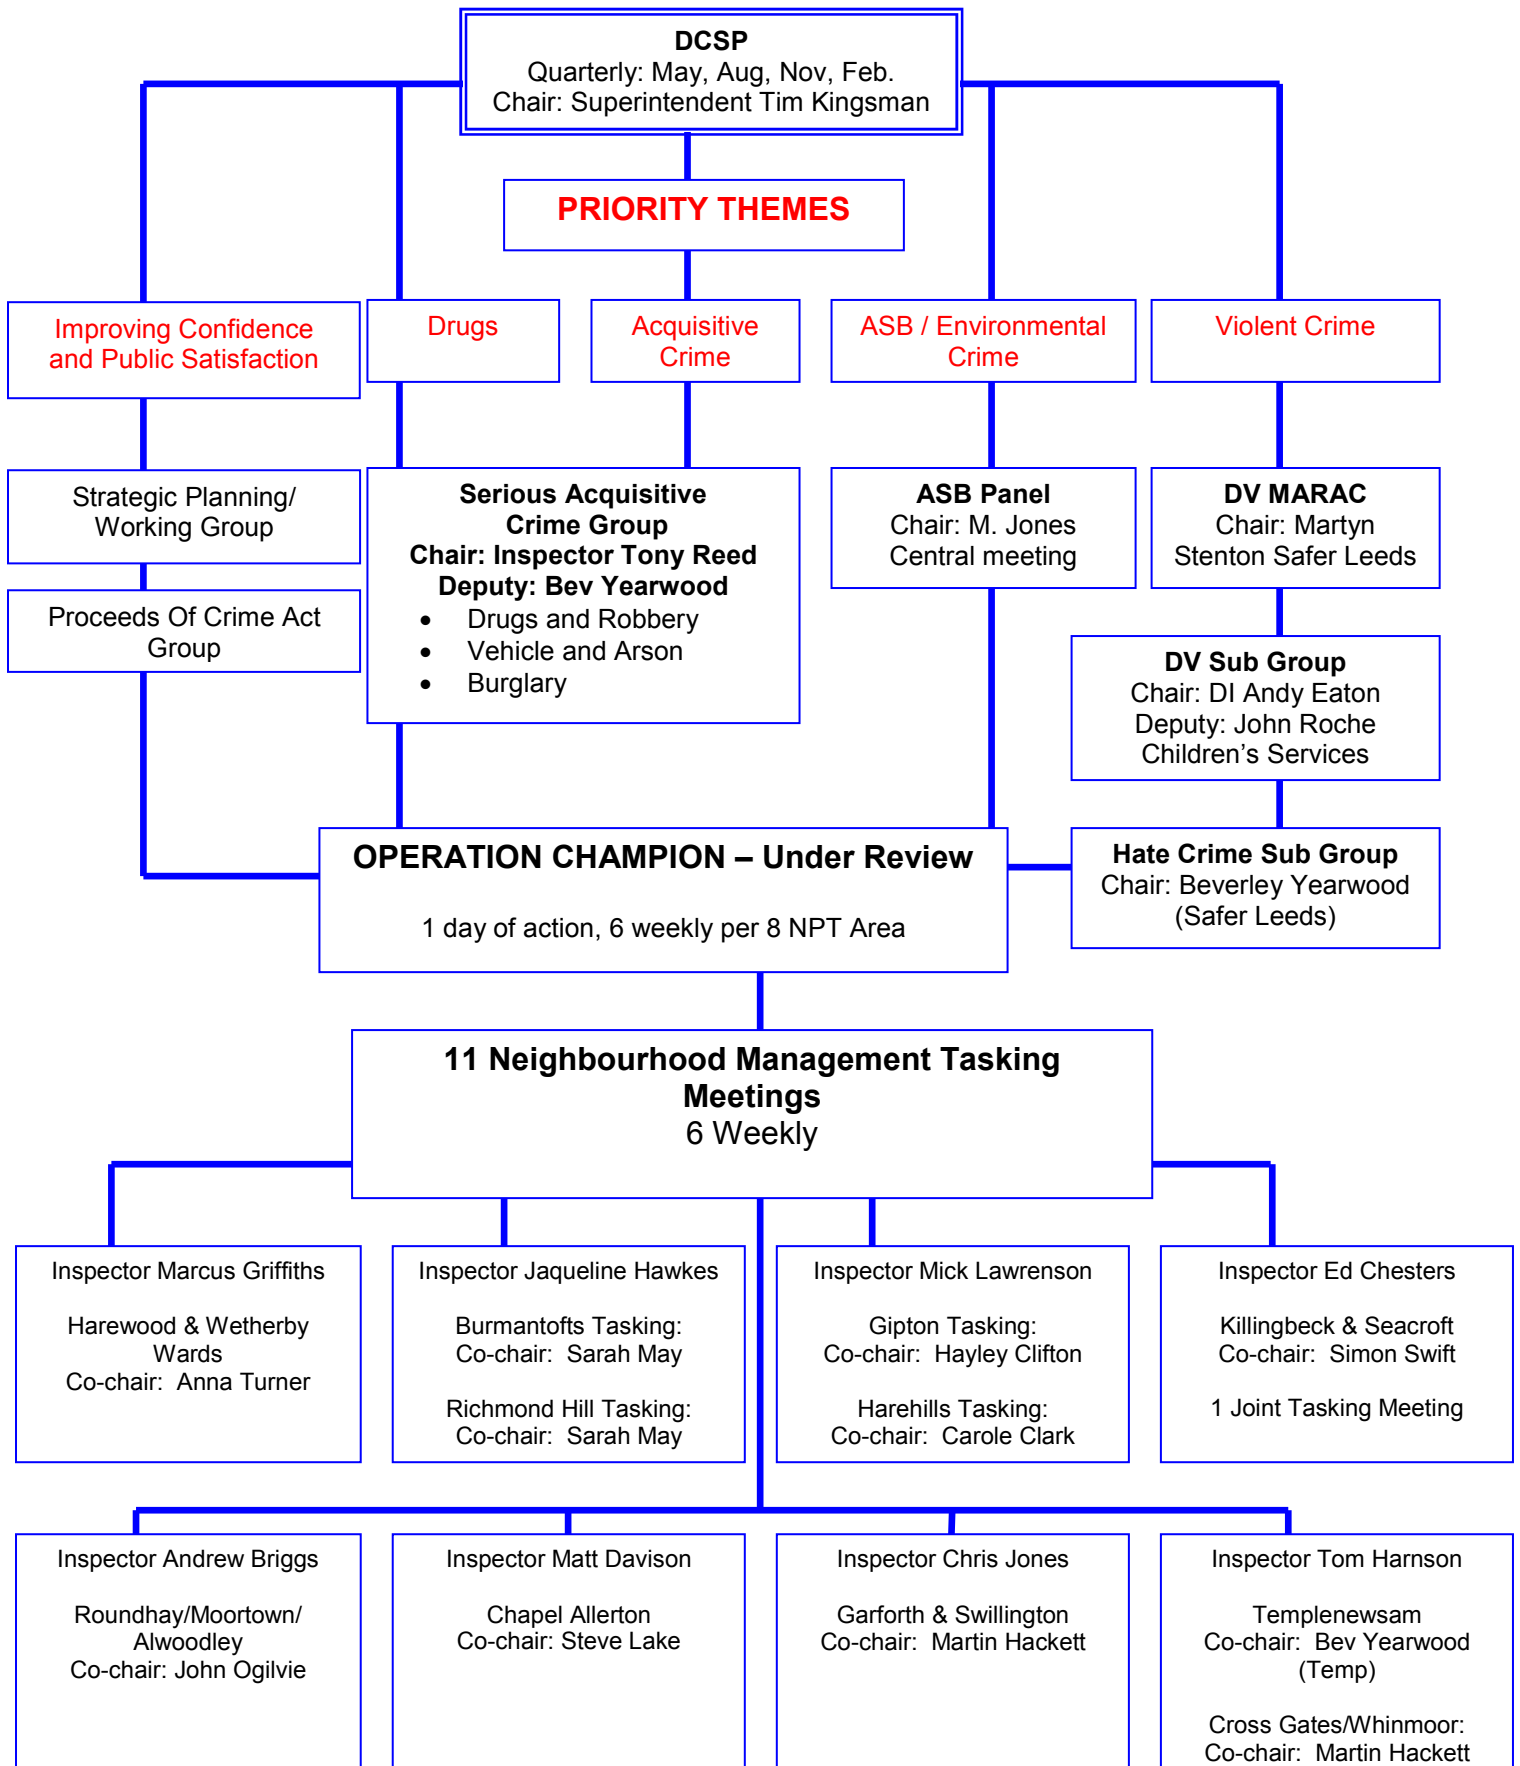 DCSP
Quarterly: May, Aug, Nov, Feb.
Chair: Superintendent Tim Kingsman
PRIORITY THEMES
Improving Confidence
and Public Satisfaction
Drugs
Acquisitive
Crime
ASB / Environmental
Crime
Violent Crime
Strategic Planning/
Working Group
Proceeds Of Crime Act
Group
Serious Acquisitive
Crime Group
Chair: Inspector Tony Reed
Deputy: Bev Yearwood
• Drugs and Robbery
• Vehicle and Arson
• Burglary
ASB Panel
Chair: M. Jones
Central meeting
DV MARAC
Chair: Martyn
Stenton Safer Leeds
DV Sub Group
Chair: DI Andy Eaton
Deputy: John Roche
Children's Services
Hate Crime Sub Group
Chair: Beverley Yearwood
(Safer Leeds)
OPERATION CHAMPION – Under Review
1 day of action, 6 weekly per 8 NPT Area
11 Neighbourhood Management Tasking
Meetings
6 Weekly
Inspector Marcus Griffiths
Harewood & Wetherby
Wards
Co-chair: Anna Turner
Inspector Jaqueline Hawkes
Burmantofts Tasking:
Co-chair: Sarah May
Richmond Hill Tasking:
Co-chair: Sarah May
Inspector Mick Lawrenson
Gipton Tasking:
Co-chair: Hayley Clifton
Harehills Tasking:
Co-chair: Carole Clark
Inspector Ed Chesters
Killingbeck & Seacroft
Co-chair: Simon Swift
1 Joint Tasking Meeting
Inspector Andrew Briggs
Roundhay/Moortown/
Alwoodley
Co-chair: John Ogilvie
Inspector Matt Davison
Chapel Allerton
Co-chair: Steve Lake
Inspector Chris Jones
Garforth & Swillington
Co-chair: Martin Hackett
Inspector Tom Harnson
Templenewsam
Co-chair: Bev Yearwood
(Temp)
Cross Gates/Whinmoor:
Co-chair: Martin Hackett